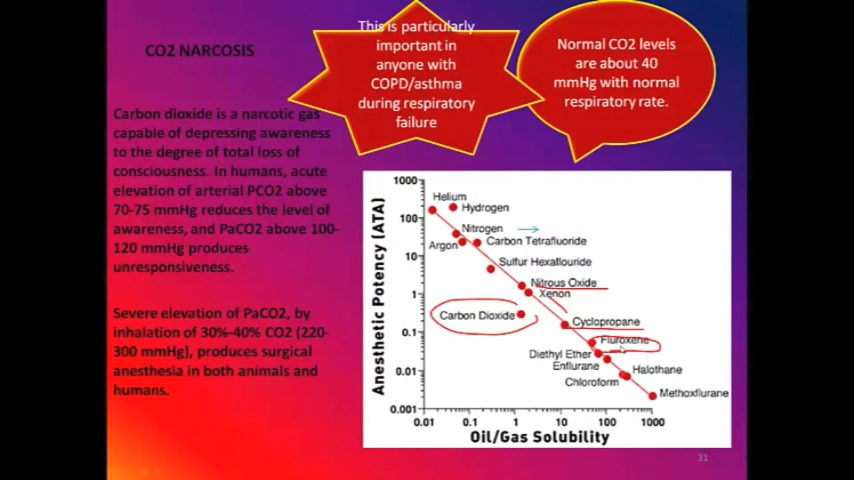 CO2 NARCOSIS
This is particularly
important in
anyone with
COPD/asthma
during respiratory
failure
Normal CO2 levels
are about 40
mmHg with normal
respiratory rate.
Carbon dioxide is a narcotic gas
capable of depressing awareness
to the degree of total loss of
consciousness. In humans, acute
elevation of arterial PCO2 above
70-75 mmHg reduces the level of
awareness, and PaCO2 above 100-
120 mmHg produces
unresponsiveness.
Severe elevation of PaCO2, by
inhalation of 30%-40% CO2 (220-
300 mmHg), produces surgical
anesthesia in both animals and
humans.
Anesthetic Potency (ATA)
1000
100
10
1
0.1
0.01
0.001
Helium
Hydrogen
Nitrogen
Argon
Carbon Tetrafluoride
Sulfur Hexaflouride
Nitrous Oxide
Xenon
Carbon Dioxide
Cyclopropane
Fluroxene
Diethyl Ether
Enflurane
Halothane
Chloroform
Methoxflurane
0.01 0.1 1 10 100 1000
Oil/Gas Solubility
31